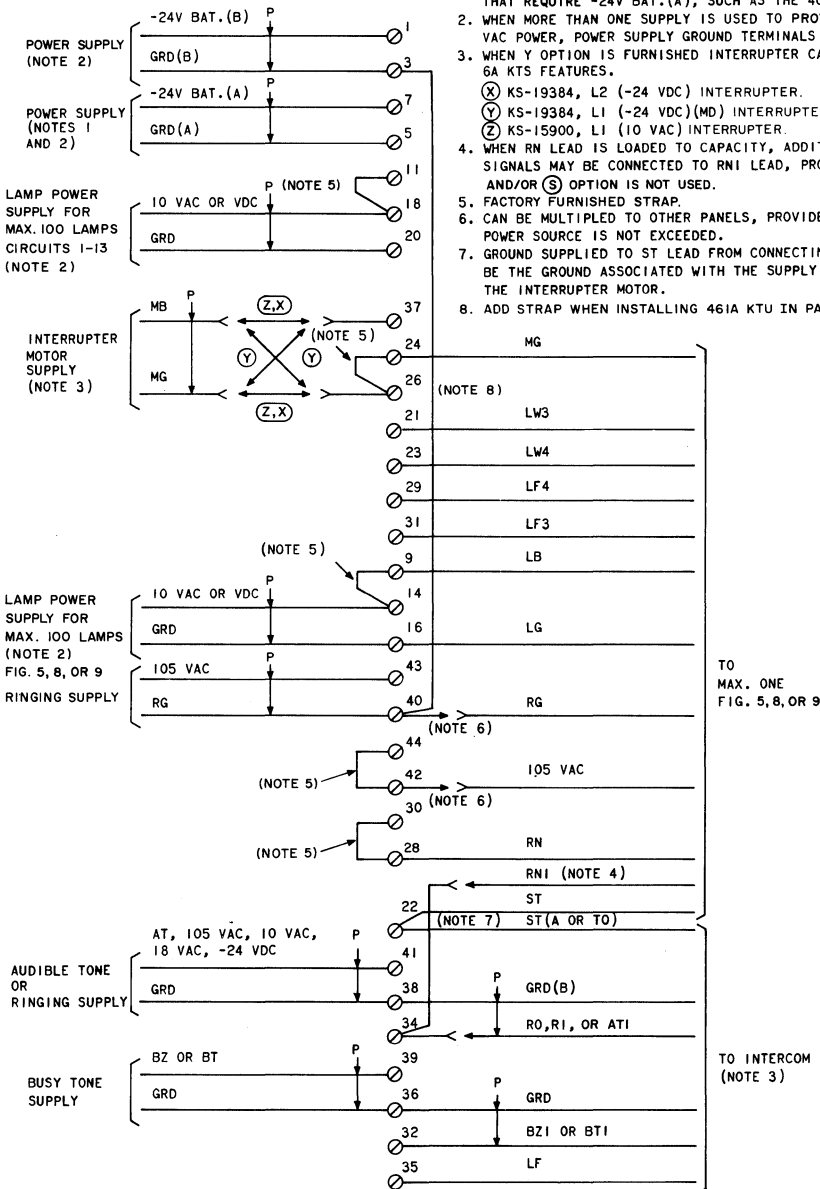 THAT REQUIRE -24V BAT.(A), SUCH AS THE
2. WHEN MORE THAN ONE SUPPLY IS USED TO
VAC POWER, POWER SUPPLY GROUND TERMINALS
3. WHEN Y OPTION IS FURNISHED INTERRUPTER
6A KTS FEATURES.
(X) KS-19384, L2 (-24 VDC) INTERRUPTER.
(Y) KS-19384, L1 (-24 VDC)(MD)
(Z) KS-15900, L1 (10 VAC) INTERRUPTER.
4. WHEN RN LEAD IS LOADED TO CAPACITY,
SIGNALS MAY BE CONNECTED TO RN1 LEAD,
AND/OR (S) OPTION IS NOT USED.
5. FACTORY FURNISHED STRAP.
6. CAN BE MULTIPLED TO OTHER PANELS,
POWER SOURCE IS NOT EXCEEDED.
7. GROUND SUPPLIED TO ST LEAD FROM
BE THE GROUND ASSOCIATED WITH THE SUPPLY
THE INTERRUPTER MOTOR.
8. ADD STRAP WHEN INSTALLING 461A KTU IN
POWER SUPPLY
(NOTE 2)
-24V BAT.(B)
P
1
GRD(B)
3
POWER SUPPLY
(NOTES 1
AND 2)
-24V BAT.(A)
P
7
GRD(A)
5
LAMP POWER
SUPPLY FOR
MAX. 100 LAMPS
CIRCUITS 1-13
(NOTE 2)
P
(NOTE 5)
11
10 VAC OR VDC
18
GRD
20
INTERRUPTER
MOTOR
SUPPLY
(NOTE 3)
MB
P
(Z,X)
37
(NOTE 5)
(Y)
(Y)
24
MG
MG
(Z,X)
26
(NOTE 8)
21
LW3
23
LW4
29
LF4
31
LF3
(NOTE 5)
9
LB
LAMP POWER
SUPPLY FOR
MAX. 100 LAMPS
(NOTE 2)
FIG. 5, 8, OR 9
10 VAC OR VDC
P
14
GRD
16
LG
RINGING SUPPLY
105 VAC
P
43
RG
40
RG
(NOTE 6)
TO
MAX. ONE
FIG. 5,8,OR 9
44
(NOTE 5)
42
105 VAC
(NOTE 6)
30
(NOTE 5)
28
RN
RN1 (NOTE 4)
22
ST
(NOTE 7)
ST(A OR TO)
AUDIBLE TONE
OR
RINGING SUPPLY
AT, 105 VAC, 10 VAC,
18 VAC, -24 VDC
P
41
GRD
38
P
GRD(B)
34
RO,R1, OR AT1
BUSY TONE
SUPPLY
BZ OR BT
P
39
GRD
36
P
GRD
32
BZ1 OR BT1
35
LF
TO INTERCOM
(NOTE 3)